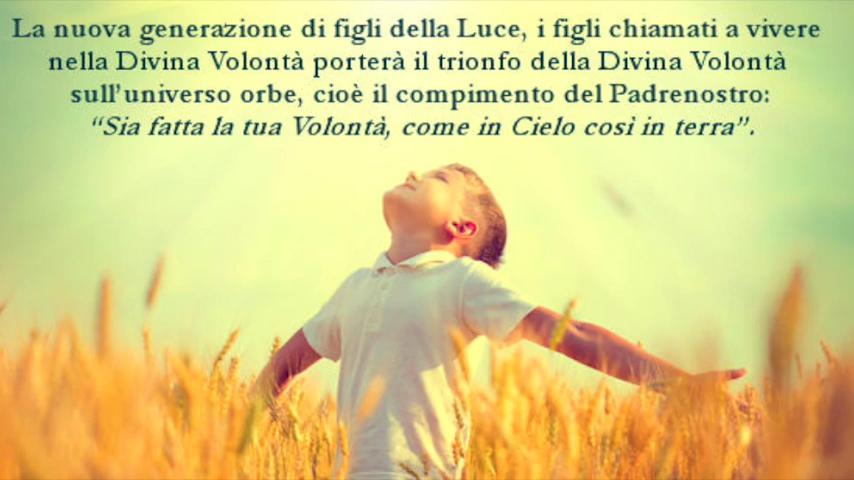 La nuova generazione di figli della Luce, i figli chiamati a vivere
nella Divina Volontà porterà il trionfo della Divina Volontà
sull'universo orbe, cioè il compimento del Padrenostro:
“Sia fatta la tua Volontà, come in Cielo così in terra”.